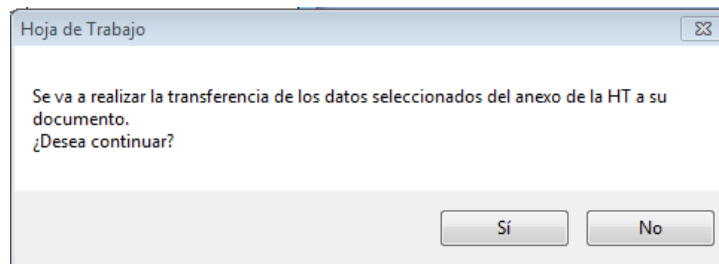 Hoja de Trabajo
Se va a realizar la transferencia de los datos seleccionados del anexo de la HT a su
documento.
¿Desea continuar?
Sí
No